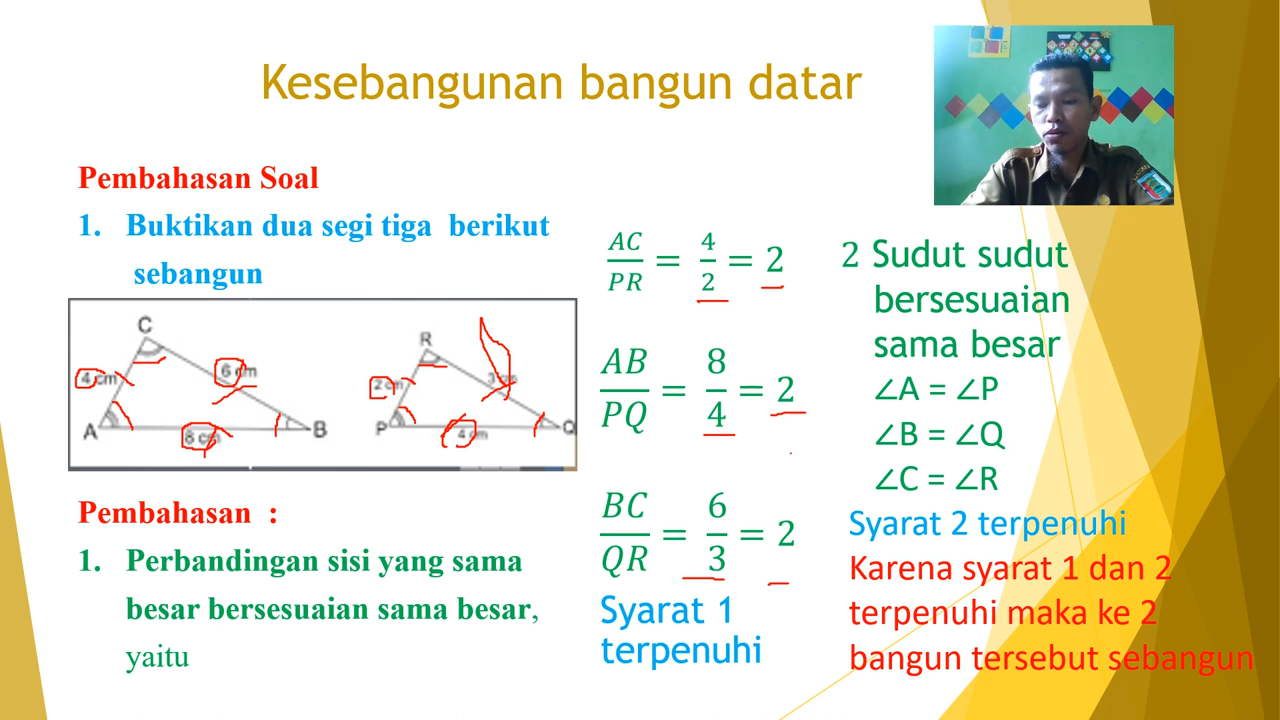 Kesebangunan bangun datar
Pembahasan Soal
1. Buktikan dua segi tiga berikut
sebangun
C
4 cm
6 cm
A
8 cm
B
R
2 cm
P
4 cm
Q
Pembahasan :
1. Perbandingan sisi yang sama
besar bersesuaian sama besar,
yaitu
AC/PR = 4/2 = 2
AB/PQ = 8/4 = 2
BC/QR = 6/3 = 2
Syarat 1
terpenuhi
2 Sudut sudut
bersesuaian
sama besar
∠A = ∠P
∠B = ∠Q
∠C = ∠R
Syarat 2 terpenuhi
Karena syarat 1 dan 2
terpenuhi maka ke 2
bangun tersebut sebangun